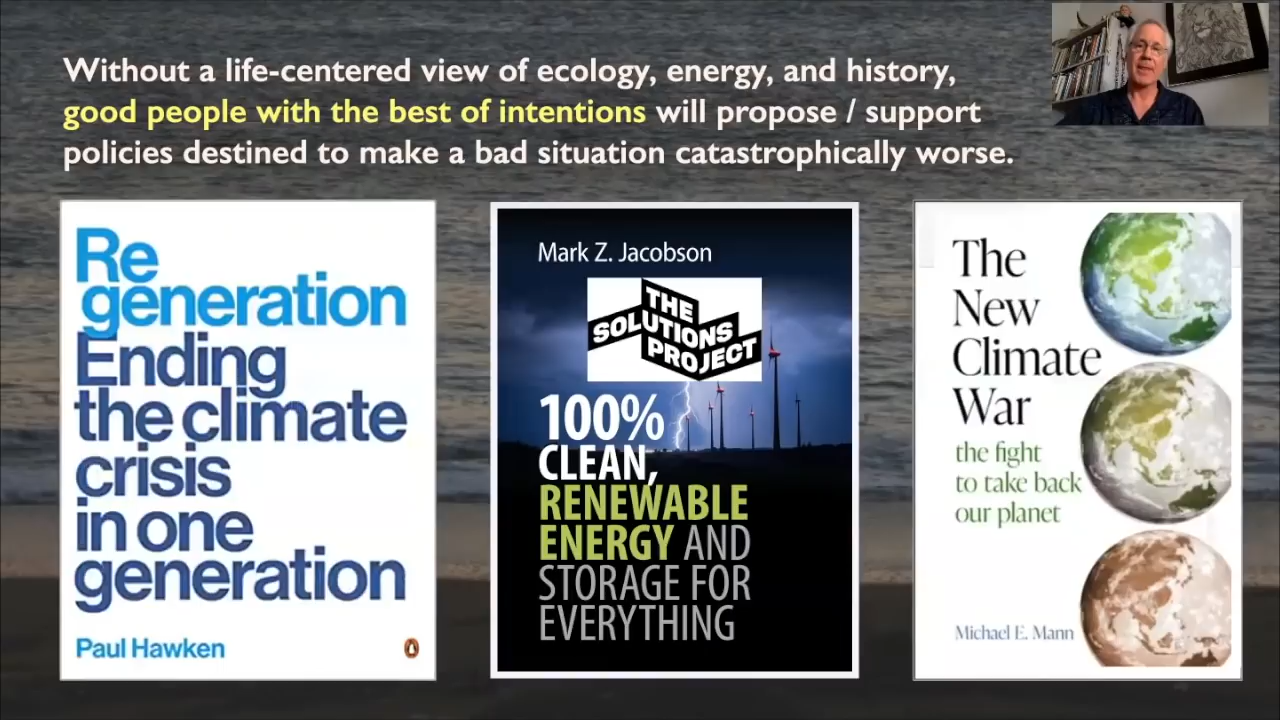 Without a life-centered view of ecology, energy, and history,
good people with the best of intentions will propose / support
policies destined to make a bad situation catastrophically worse.
Re
generation
Ending
the climate
crisis
in one
generation
Paul Hawken
Mark Z. Jacobson
THE
SOLUTIONS
PROJECT
100%
CLEAN,
RENEWABLE
ENERGY AND
STORAGE FOR
EVERYTHING
The
New
Climate
War
the fight
to take back
our planet
Michael E. Mann